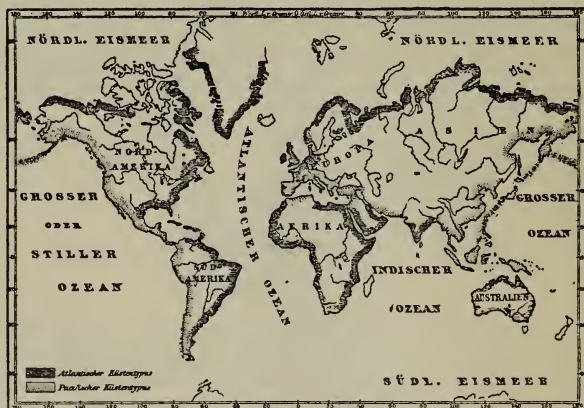 NÖRDL. EISMEER
NÖRDL. EISMEER
NORD-
AMERIKA
EUROPA
ASIEN
ATLANTISCHER OZEAN
GROSSER
ODER
STILLER
OZEAN
AFRIKA
GROSSER
OZEAN
SÜD-
AMERIKA
INDISCHER
OZEAN
AUSTRALIEN
Atlantischer Küstentypus
Pacifischer Küstentypus
SÜDL. EISMEER